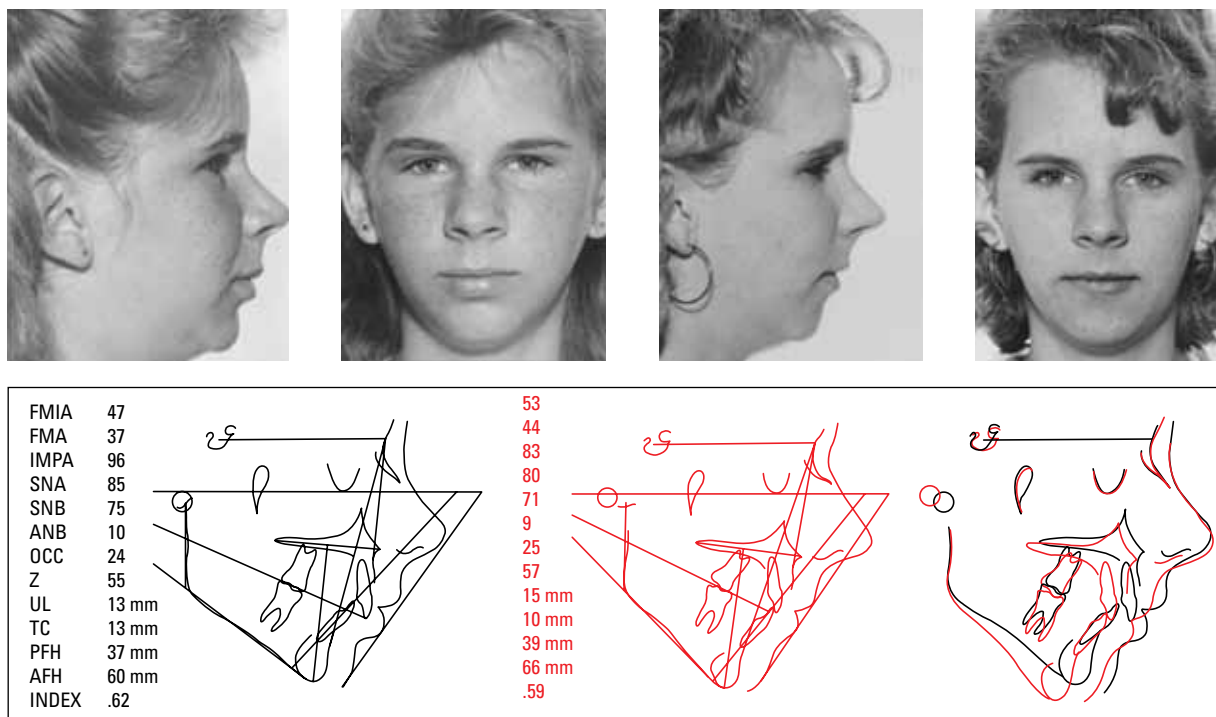 FMIA 47
FMA 37
IMPA 96
SNA 85
SNB 75
ANB 10
OCC 24
Z 55
UL 13 mm
TC 13 mm
PFH 37 mm
AFH 60 mm
INDEX .62
53
44
83
80
71
9
25
57
15 mm
10 mm
39 mm
66 mm
.59